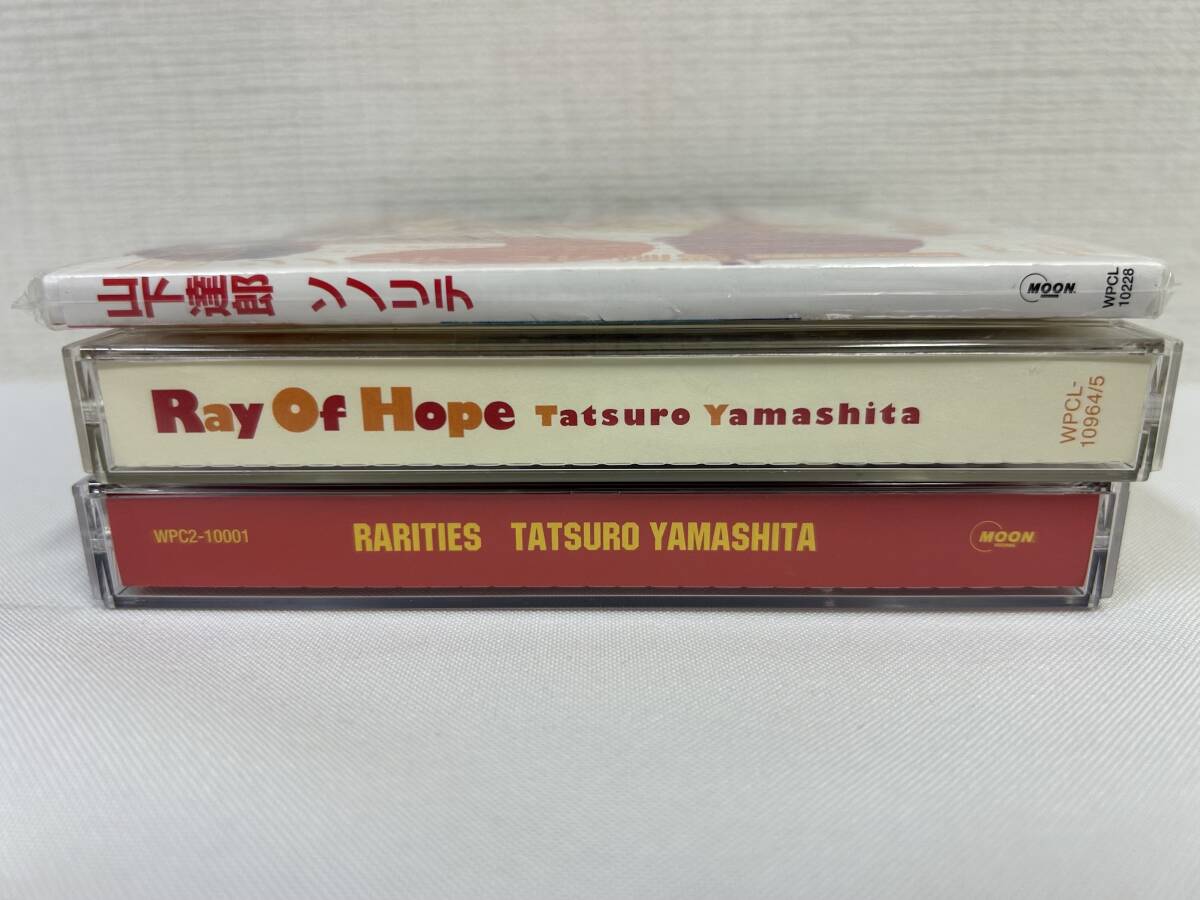 山下達郎 ソノリテ
MOON
WPCL
10228
Ray Of Hope Tatsuro Yamashita
WPCL-
10964/5
WPC2-10001
RARITIES TATSURO YAMASHITA
MOON